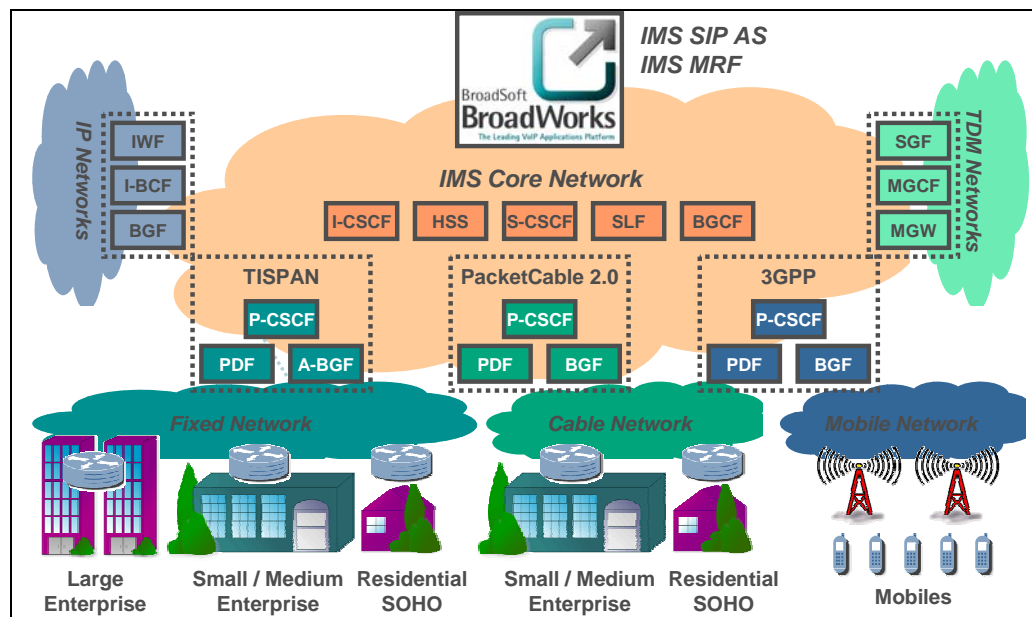 IMS SIP AS
IMS MRF
BroadSoft
BroadWorks
The Leading VoIP Applications Platform
IP Networks
IWF
I-BCF
BGF
TDM Networks
SGF
MGCF
MGW
IMS Core Network
I-CSCF HSS S-CSCF SLF BGCF
TISPAN
P-CSCF
PDF A-BGF
PacketCable 2.0
P-CSCF
PDF BGF
3GPP
P-CSCF
PDF BGF
Fixed Network
Cable Network
Mobile Network
Large
Enterprise
Small / Medium
Enterprise
Residential
SOHO
Small / Medium
Enterprise
Residential
SOHO
Mobiles